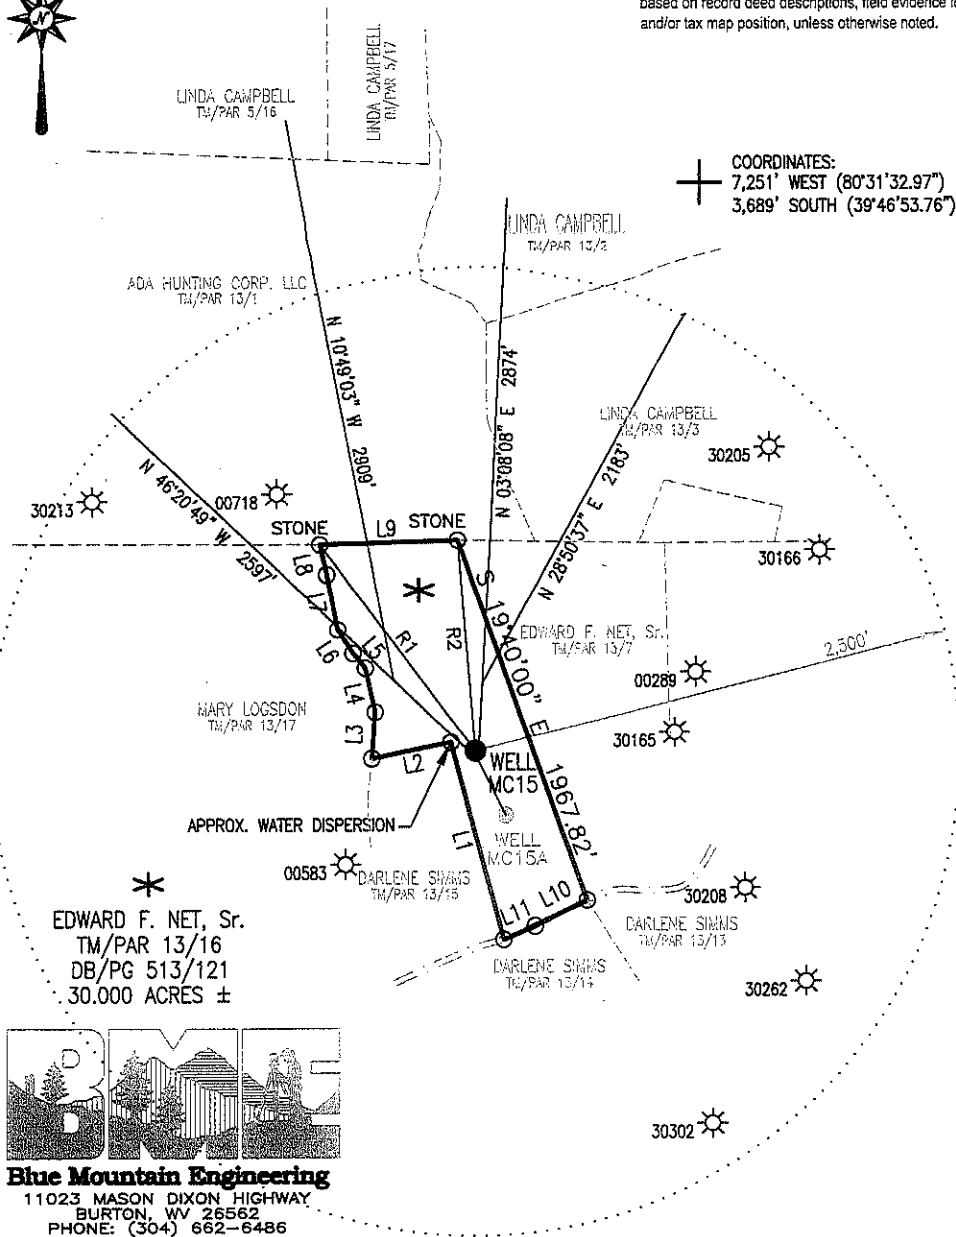 based on record deed descriptions, field evidence
and/or tax map position, unless otherwise noted.
N
LINDA CAMPBELL
TM/PAR 5/16
LINDA CAMPBELL
TM/PAR 5/17
COORDINATES:
7,251' WEST (80°31'32.97")
3,689' SOUTH (39°46'53.76")
LINDA CAMPBELL
TM/PAR 13/2
ADA HUNTING CORP. LLC
TM/PAR 13/1
N 10°49'03" W 2909'
N 03°08'08" E 2874'
LINDA CAMPBELL
TM/PAR 13/3
N 28°50'37" E 2183'
30205
N 46°20'49" W 2597'
30213
00718
STONE
L9
STONE
30166
L8
L7
L6
L5
R1
R2
S 19°40'00" E 1967.82'
EDWARD F. NET, Sr.
TM/PAR 13/7
2,500'
00289
L4
MARY LOGSDON
TM/PAR 13/17
L3
30165
L2
WELL
MC15
APPROX. WATER DISPERSION
L1
WELL
MC15A
00583
DARLENE SIMMS
TM/PAR 13/15
30208
EDWARD F. NET, Sr.
TM/PAR 13/16
DB/PG 513/121
30.000 ACRES ±
L11
L10
DARLENE SIMMS
TM/PAR 13/13
DARLENE SIMMS
TM/PAR 13/14
30262
30302
BME
Blue Mountain Engineering
11023 MASON DIXON HIGHWAY
BURTON, WV 26562
PHONE: (304) 662-6486